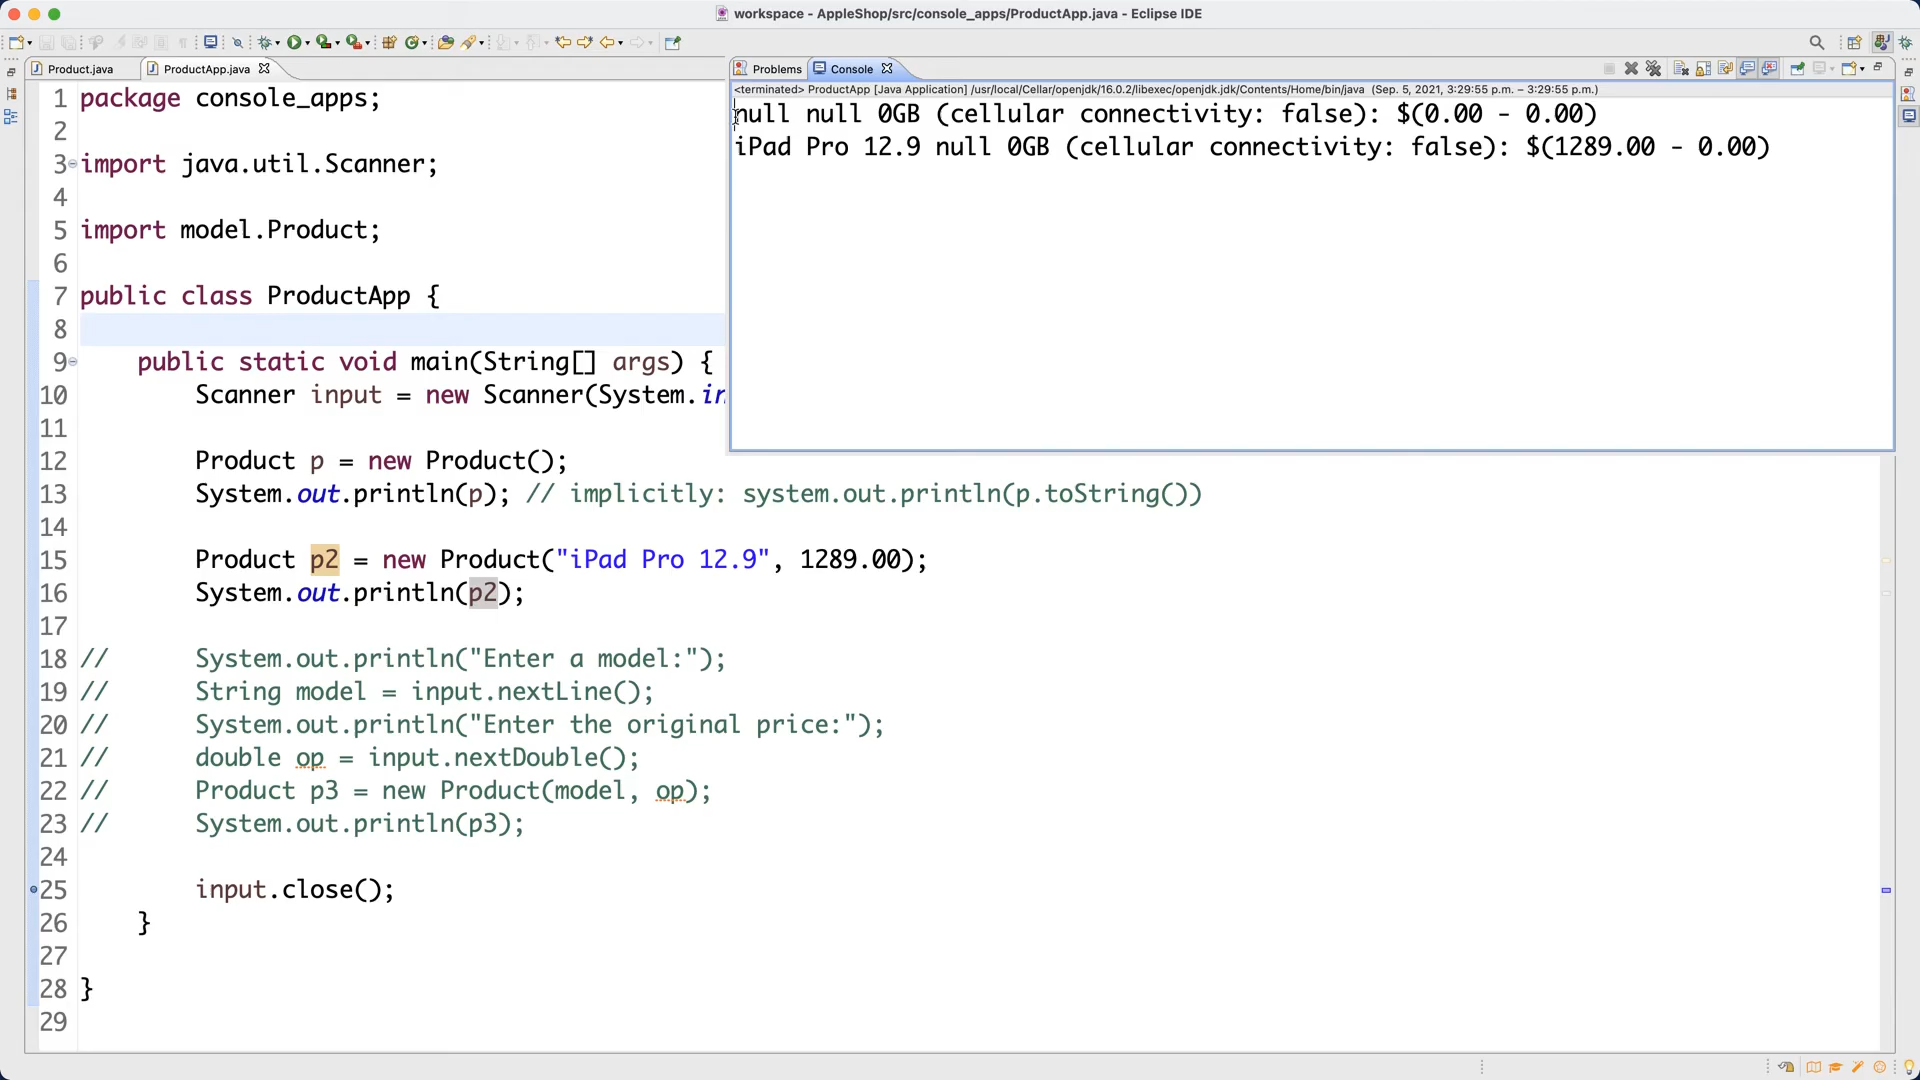 workspace - AppleShop/src/console_apps/ProductApp.java - Eclipse IDE
Product.java
ProductApp.java
Problems
Console
<terminated> ProductApp [Java Application] /usr/local/Cellar/openjdk/16.0.2/libexec/openjdk.jdk/Contents/Home/bin/java (Sep. 5, 2021, 3:29:55 p.m. – 3:29:55 p.m.)
null null 0GB (cellular connectivity: false): $(0.00 - 0.00)
iPad Pro 12.9 null 0GB (cellular connectivity: false): $(1289.00 - 0.00)
1 package console_apps;
2
3 import java.util.Scanner;
4
5 import model.Product;
6
7 public class ProductApp {
8
9 public static void main(String[] args) {
10 Scanner input = new Scanner(System.in
11
12 Product p = new Product();
13 System.out.println(p); // implicitly: system.out.println(p.toString())
14
15 Product p2 = new Product("iPad Pro 12.9", 1289.00);
16 System.out.println(p2);
17
18 // System.out.println("Enter a model:");
19 // String model = input.nextLine();
20 // System.out.println("Enter the original price:");
21 // double op = input.nextDouble();
22 // Product p3 = new Product(model, op);
23 // System.out.println(p3);
24
25 input.close();
26 }
27
28 }
29